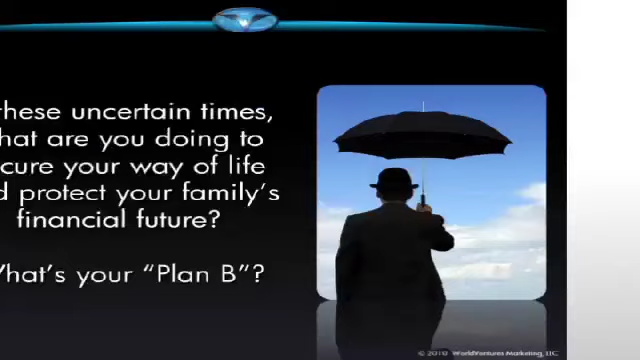 these uncertain times,
hat are you doing to
cure your way of life
d protect your family's
financial future?
hat's your "Plan B"?
© 2010 WorldVentures Marketing, LLC